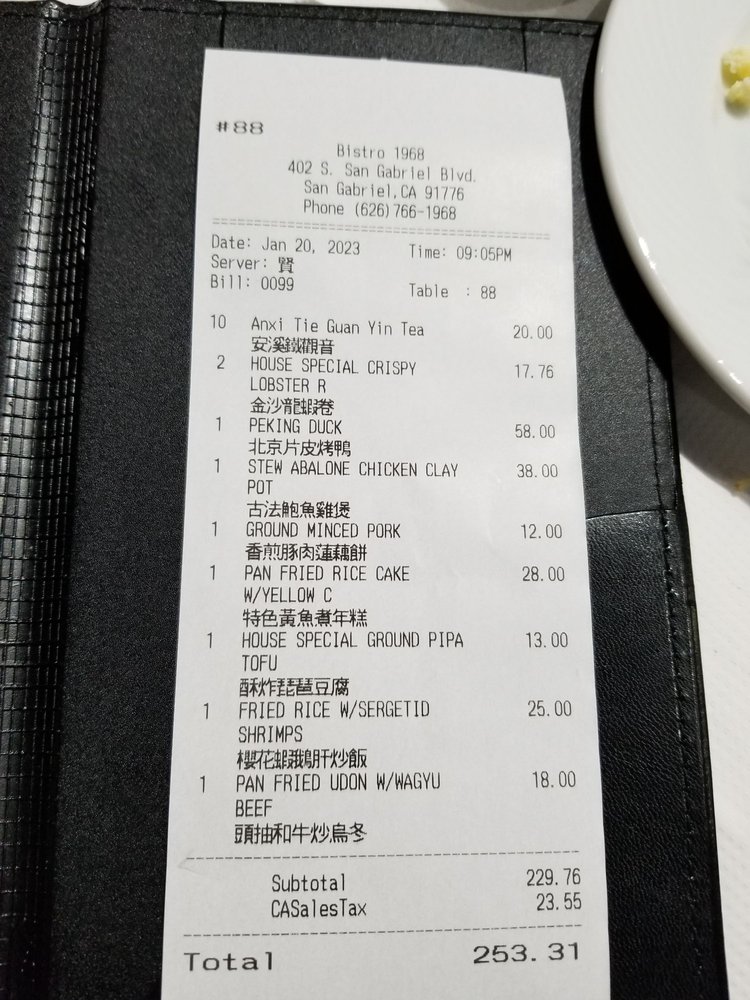 #88
Bistro 1968
402 S. San Gabriel Blvd.
San Gabriel,CA 91776
Phone (626)766-1968
Date: Jan 20, 2023 Time: 09:05PM
Server: 賢
Bill: 0099 Table : 88
10 Anxi Tie Guan Yin Tea 20.00
安溪鐵觀音
2 HOUSE SPECIAL CRISPY 17.76
LOBSTER R
金沙龍蝦卷
1 PEKING DUCK 58.00
北京片皮烤鴨
1 STEW ABALONE CHICKEN CLAY 38.00
POT
古法鮑魚雞煲
1 GROUND MINCED PORK 12.00
香煎豚肉蓮藕餅
1 PAN FRIED RICE CAKE 28.00
W/YELLOW C
特色黃魚煮年糕
1 HOUSE SPECIAL GROUND PIPA 13.00
TOFU
酥炸琵琶豆腐
1 FRIED RICE W/SERGETID 25.00
SHRIMPS
櫻花蝦鵝肝炒飯
1 PAN FRIED UDON W/WAGYU 18.00
BEEF
頭抽和牛炒烏冬
Subtotal 229.76
CASalesTax 23.55
Total 253.31